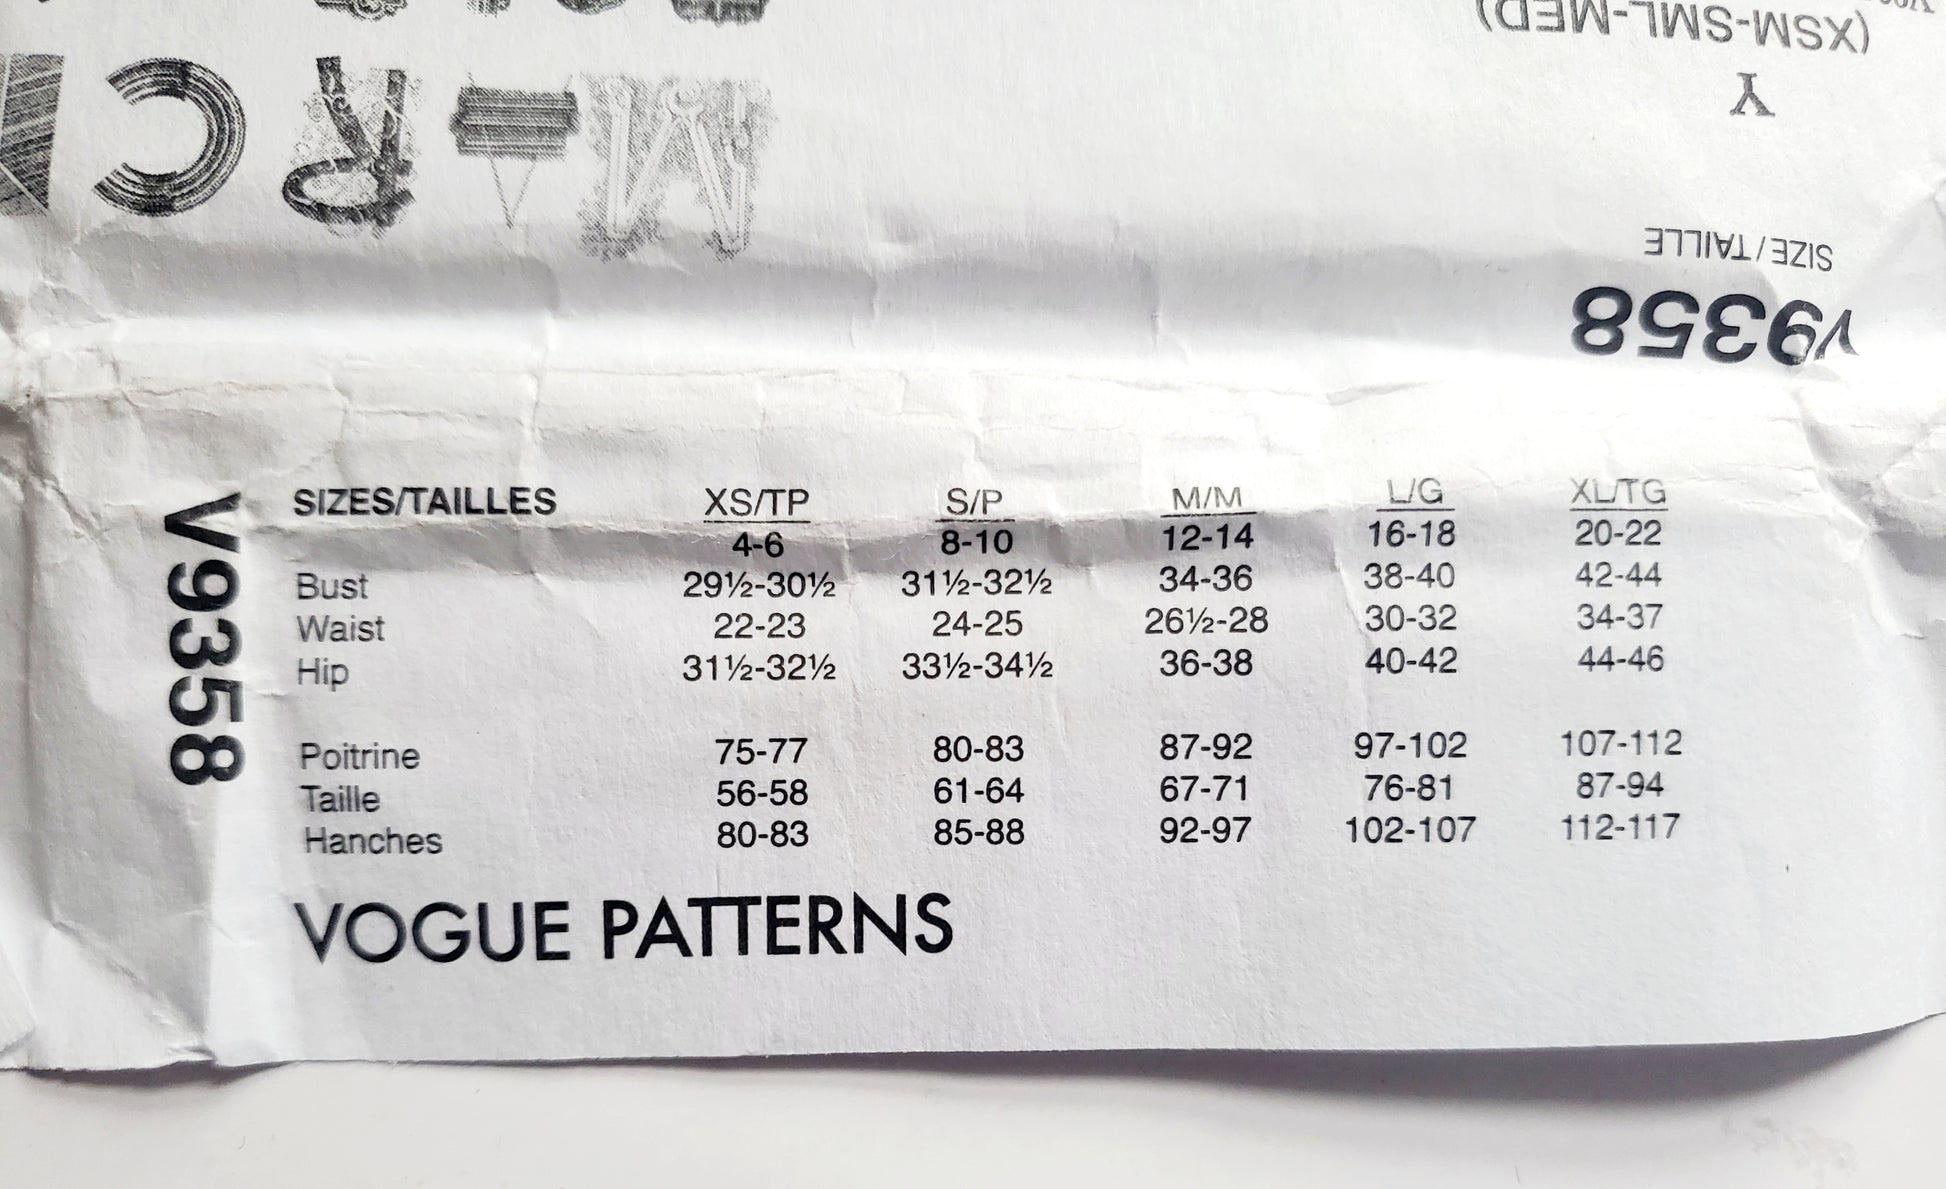 (XSM-SML-MED)
Y
SIZE/TAILLE
V9358
V9358
SIZES/TAILLES XS/TP S/P M/M L/G XL/TG
4-6 8-10 12-14 16-18 20-22
Bust 29½-30½ 31½-32½ 34-36 38-40 42-44
Waist 22-23 24-25 26½-28 30-32 34-37
Hip 31½-32½ 33½-34½ 36-38 40-42 44-46
Poitrine 75-77 80-83 87-92 97-102 107-112
Taille 56-58 61-64 67-71 76-81 87-94
Hanches 80-83 85-88 92-97 102-107 112-117
VOGUE PATTERNS